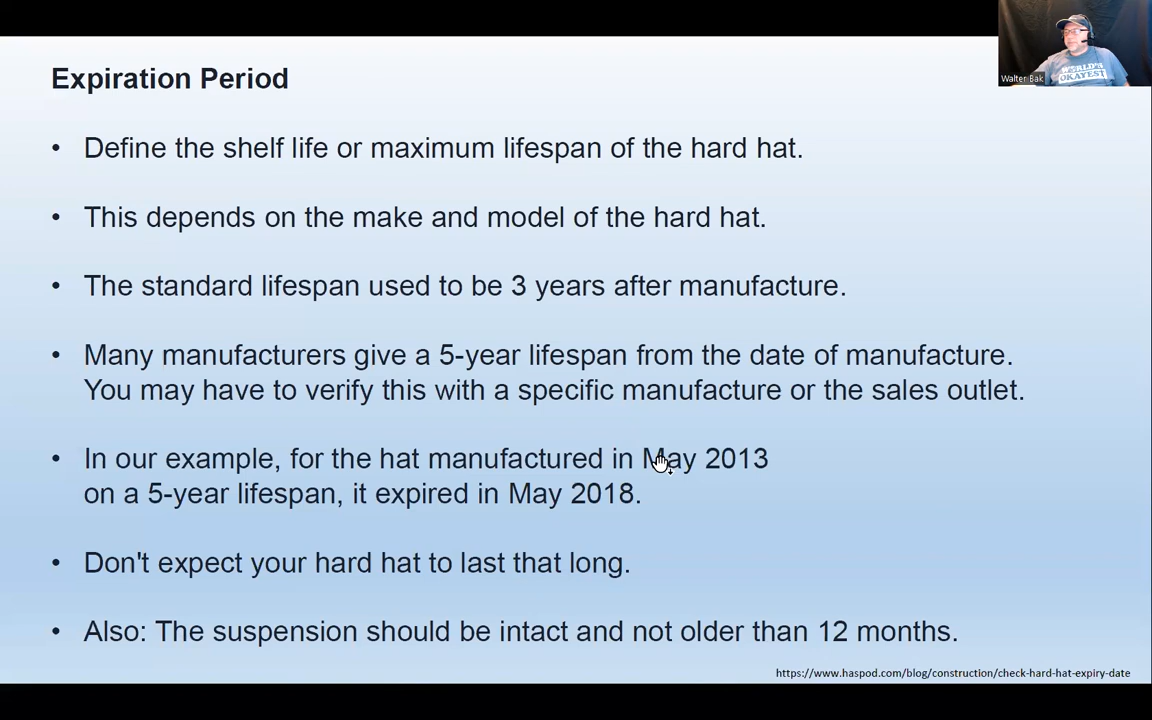 Expiration Period
WORLD'S
OKAYEST
Walter Bak
• Define the shelf life or maximum lifespan of the hard hat.
• This depends on the make and model of the hard hat.
• The standard lifespan used to be 3 years after manufacture.
• Many manufacturers give a 5-year lifespan from the date of manufacture.
You may have to verify this with a specific manufacture or the sales outlet.
• In our example, for the hat manufactured in May 2013
on a 5-year lifespan, it expired in May 2018.
• Don't expect your hard hat to last that long.
• Also: The suspension should be intact and not older than 12 months.
https://www.haspod.com/blog/construction/check-hard-hat-expiry-date